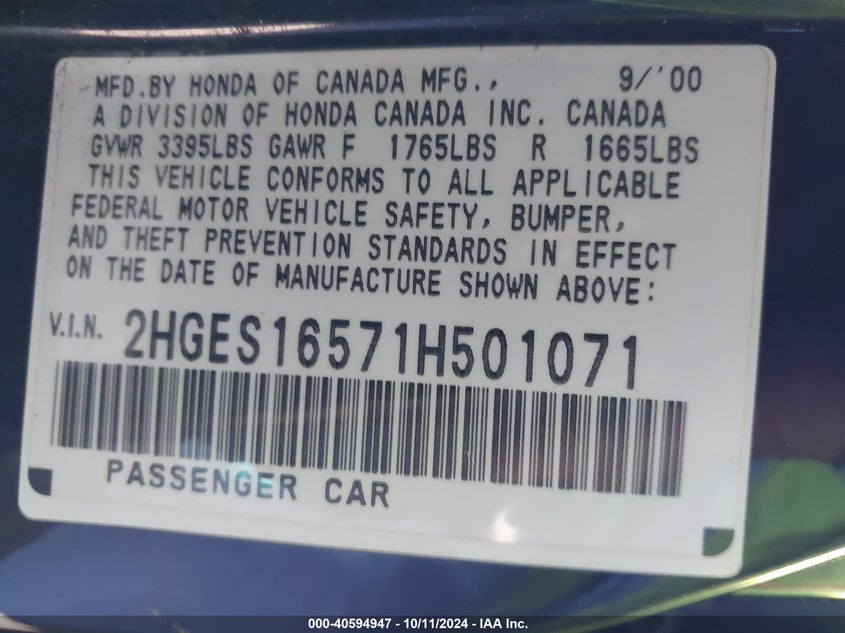 MFD.BY HONDA OF CANADA MFG., 9/'00
A DIVISION OF HONDA CANADA INC. CANADA
GVWR 3395LBS GAWR F 1765LBS R 1665LBS
THIS VEHICLE CONFORMS TO ALL APPLICABLE
FEDERAL MOTOR VEHICLE SAFETY, BUMPER,
AND THEFT PREVENTION STANDARDS IN EFFECT
ON THE DATE OF MANUFACTURE SHOWN ABOVE:
V.I.N. 2HGES16571H501071
PASSENGER CAR
000-40594947 - 10/11/2024 - IAA Inc.